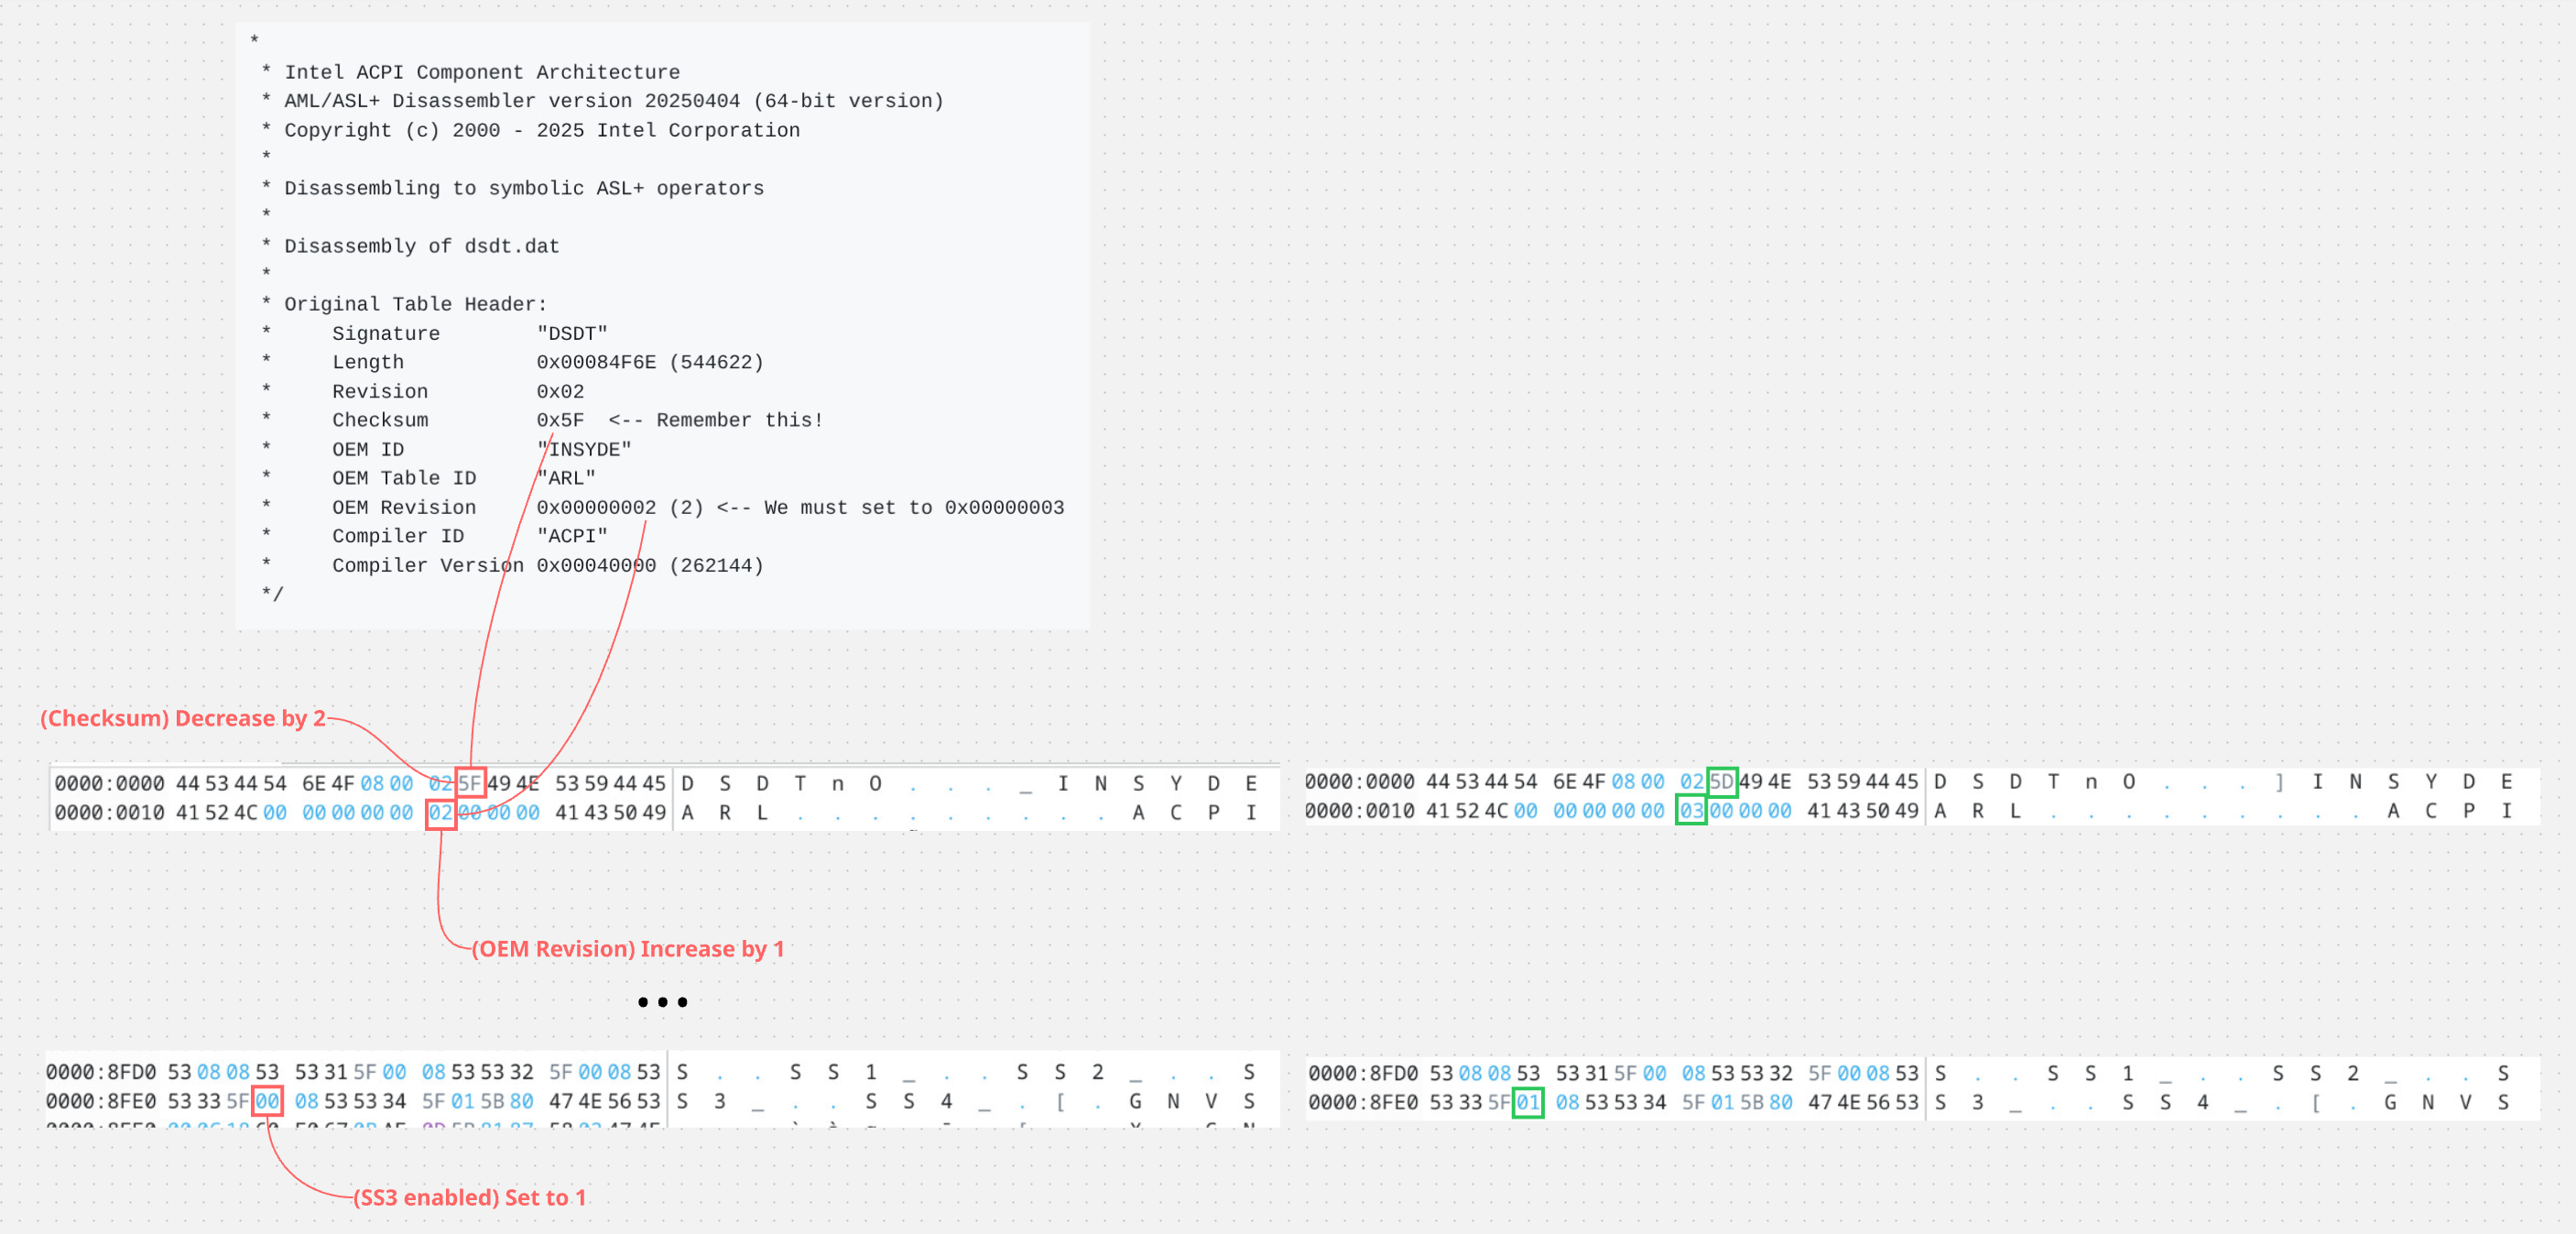 *
* Intel ACPI Component Architecture
* AML/ASL+ Disassembler version 20250404 (64-bit version)
* Copyright (c) 2000 - 2025 Intel Corporation
*
* Disassembling to symbolic ASL+ operators
*
* Disassembly of dsdt.dat
*
* Original Table Header:
*     Signature        "DSDT"
*     Length           0x00084F6E (544622)
*     Revision         0x02
*     Checksum         0x5F  <-- Remember this!
*     OEM ID           "INSYDE"
*     OEM Table ID     "ARL"
*     OEM Revision     0x00000002 (2) <-- We must set to 0x00000003
*     Compiler ID      "ACPI"
*     Compiler Version 0x00040000 (262144)
*/
(Checksum) Decrease by 2
0000:0000 44 53 44 54 6E 4F 08 00 02 5F 49 4E 53 59 44 45 D S D T n O . . . _ I N S Y D E
0000:0010 41 52 4C 00 00 00 00 00 02 00 00 00 41 43 50 49 A R L . . . . . . . . . A C P I
0000:0000 44 53 44 54 6E 4F 08 00 02 5D 49 4E 53 59 44 45 D S D T n O . . . ] I N S Y D E
0000:0010 41 52 4C 00 00 00 00 00 03 00 00 00 41 43 50 49 A R L . . . . . . . . . A C P I
(OEM Revision) Increase by 1
...
0000:8FD0 53 08 08 53 53 31 5F 00 08 53 53 32 5F 00 08 53 S . . S S 1 _ . . S S 2 _ . . S
0000:8FE0 53 33 5F 00 08 53 53 34 5F 01 5B 80 47 4E 56 53 S 3 _ . . S S 4 _ . [ . G N V S
0000:8FD0 53 08 08 53 53 31 5F 00 08 53 53 32 5F 00 08 53 S . . S S 1 _ . . S S 2 _ . . S
0000:8FE0 53 33 5F 01 08 53 53 34 5F 01 5B 80 47 4E 56 53 S 3 _ . . S S 4 _ . [ . G N V S
(SS3 enabled) Set to 1